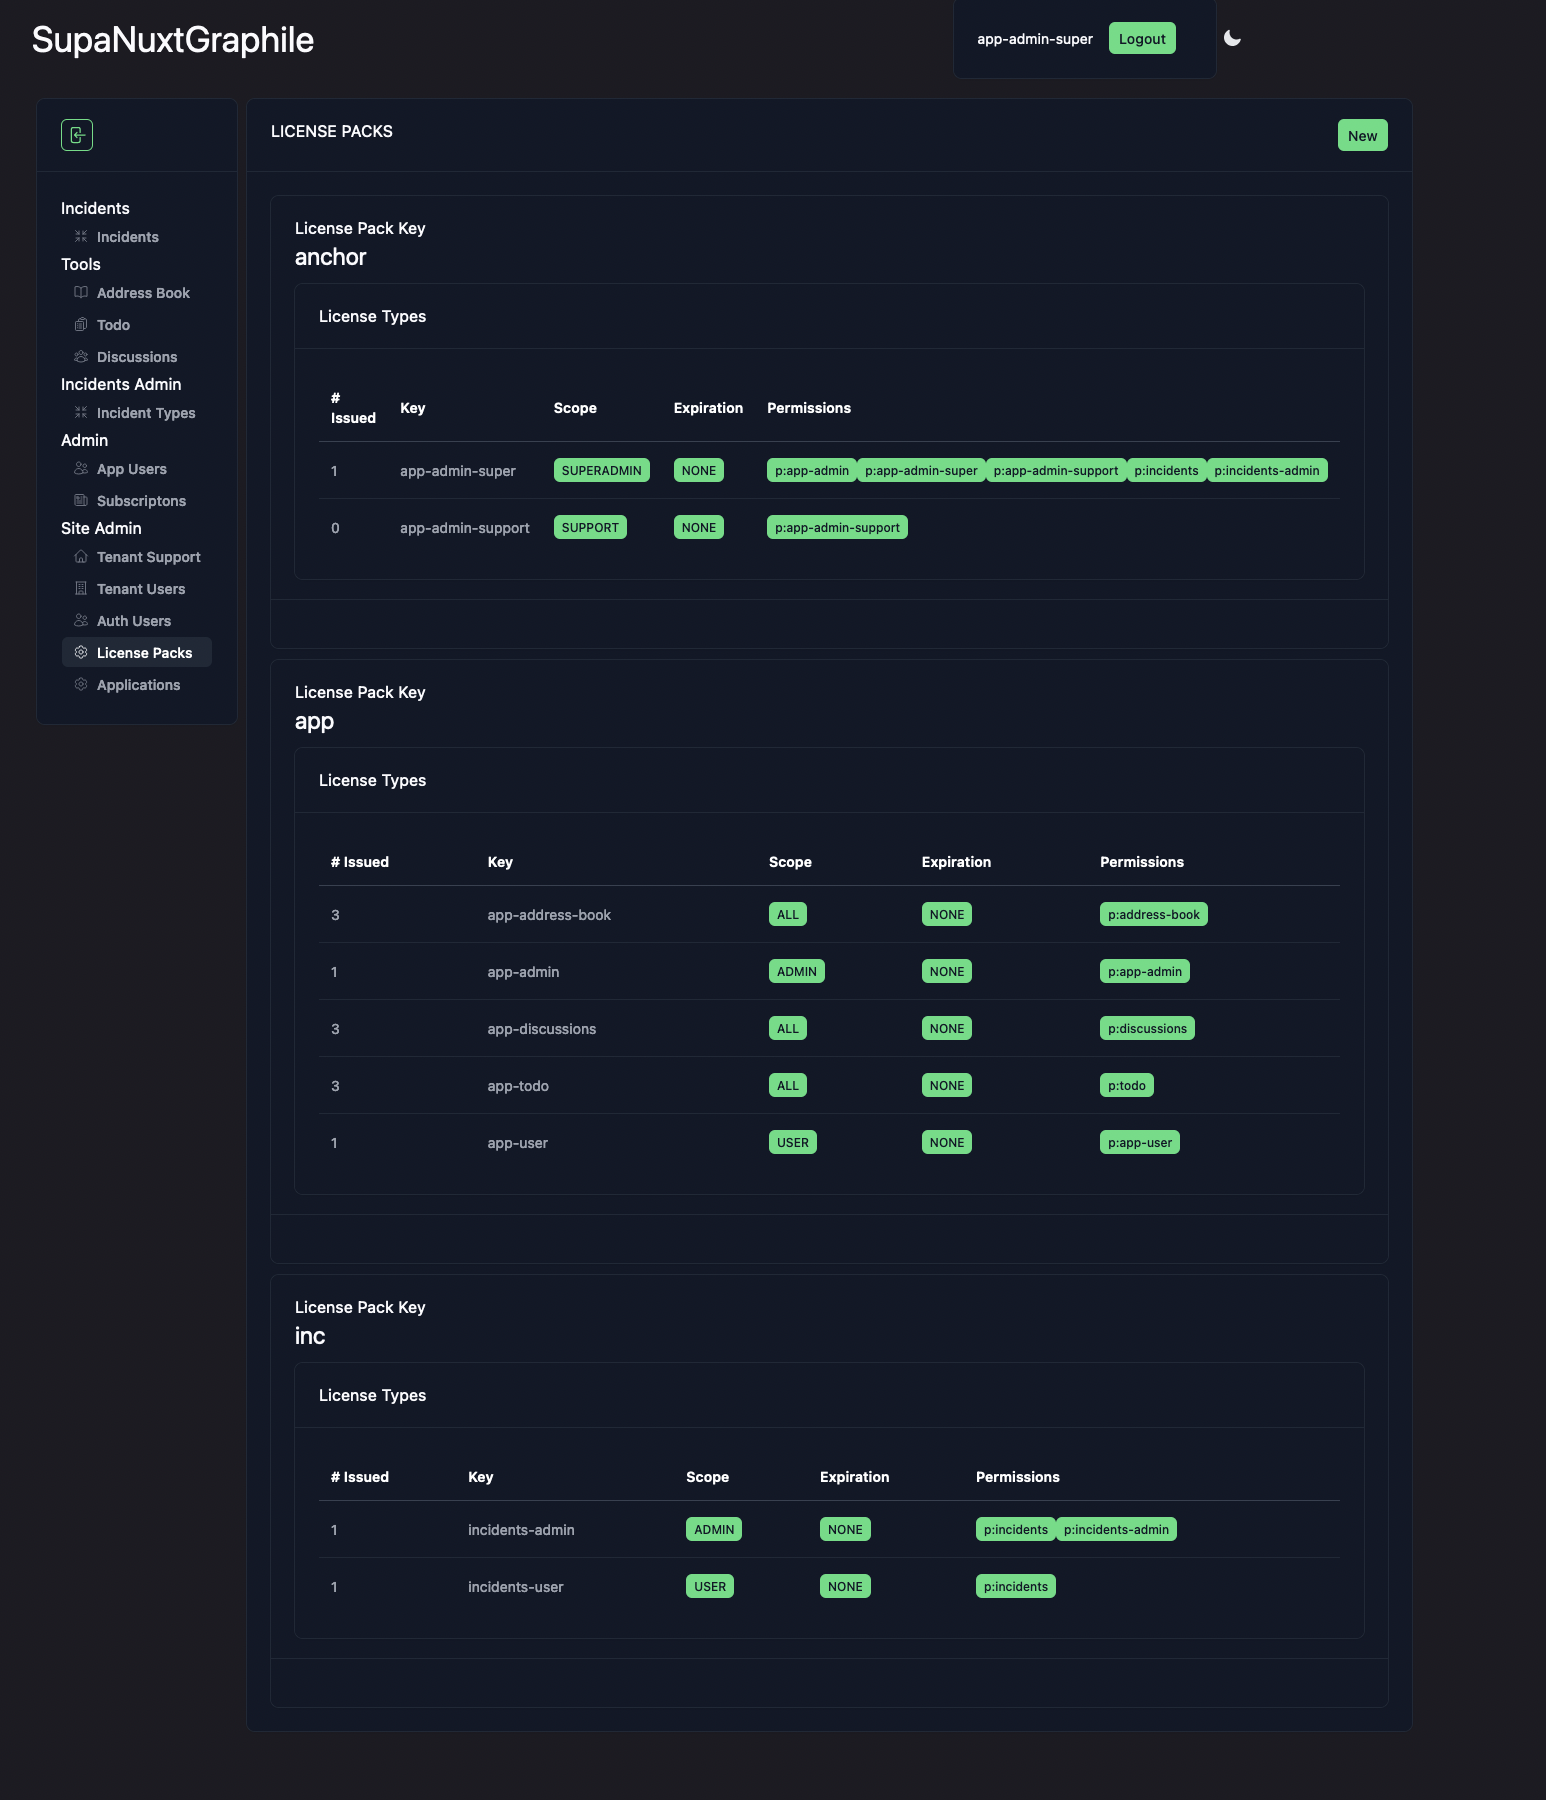 SupaNuxtGraphile
app-admin-super Logout
Incidents
Incidents
Tools
Address Book
Todo
Discussions
Incidents Admin
Incident Types
Admin
App Users
Subscriptons
Site Admin
Tenant Support
Tenant Users
Auth Users
License Packs
Applications
LICENSE PACKS New
License Pack Key
anchor
License Types
# Issued Key Scope Expiration Permissions
1 app-admin-super SUPERADMIN NONE p:app-admin p:app-admin-super p:app-admin-support p:incidents p:incidents-admin
0 app-admin-support SUPPORT NONE p:app-admin-support
License Pack Key
app
License Types
# Issued Key Scope Expiration Permissions
3 app-address-book ALL NONE p:address-book
1 app-admin ADMIN NONE p:app-admin
3 app-discussions ALL NONE p:discussions
3 app-todo ALL NONE p:todo
1 app-user USER NONE p:app-user
License Pack Key
inc
License Types
# Issued Key Scope Expiration Permissions
1 incidents-admin ADMIN NONE p:incidents p:incidents-admin
1 incidents-user USER NONE p:incidents